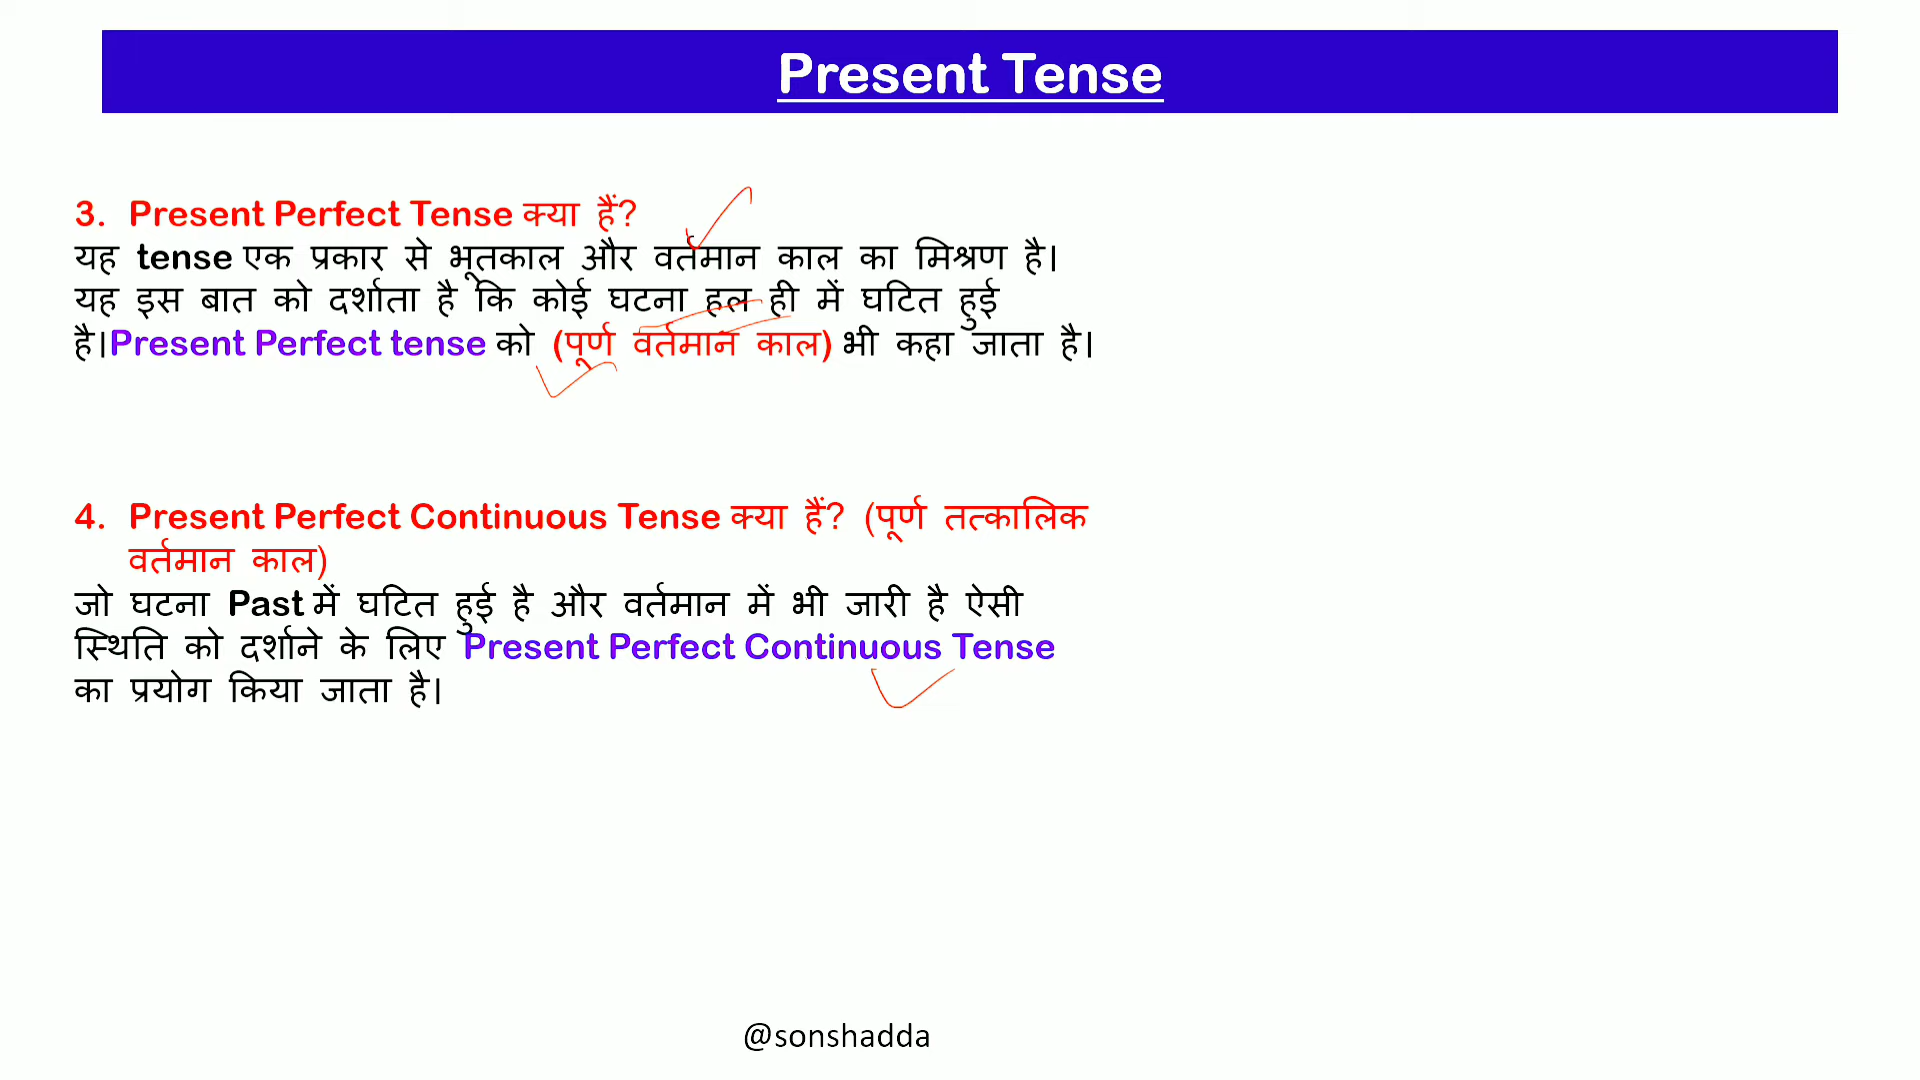 Present Tense
3. Present Perfect Tense क्या हैं?
यह tense एक प्रकार से भूतकाल और वर्तमान काल का मिश्रण है।
यह इस बात को दर्शाता है कि कोई घटना हल ही में घटित हुई
है।Present Perfect tense को (पूर्ण वर्तमान काल) भी कहा जाता है।
4. Present Perfect Continuous Tense क्या हैं? (पूर्ण तत्कालिक
वर्तमान काल)
जो घटना Past में घटित हुई है और वर्तमान में भी जारी है ऐसी
स्थिति को दर्शाने के लिए Present Perfect Continuous Tense
का प्रयोग किया जाता है।
@sonshadda